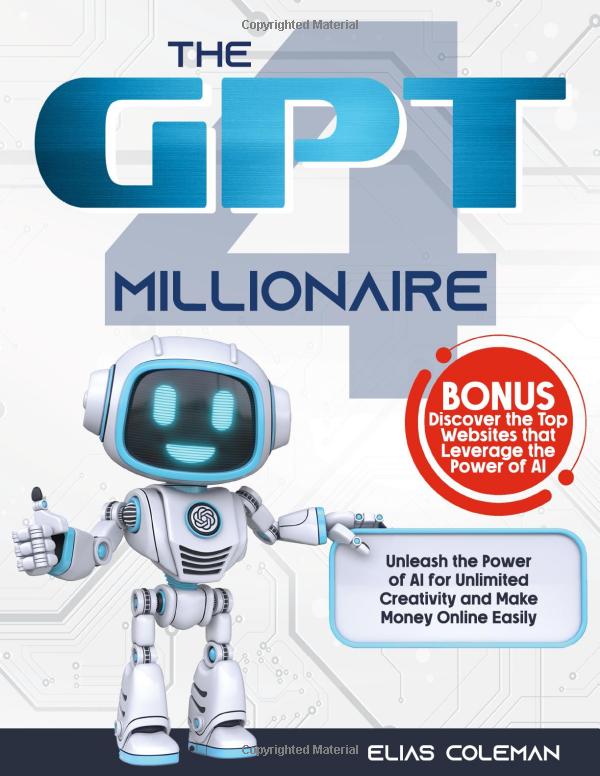 Copyrighted Material
THE
GPT
4
MILLIONAIRE
BONUS
Discover the Top
Websites that
Leverage the
Power of AI
Unleash the Power
of AI for Unlimited
Creativity and Make
Money Online Easily
Copyrighted Material
ELIAS COLEMAN